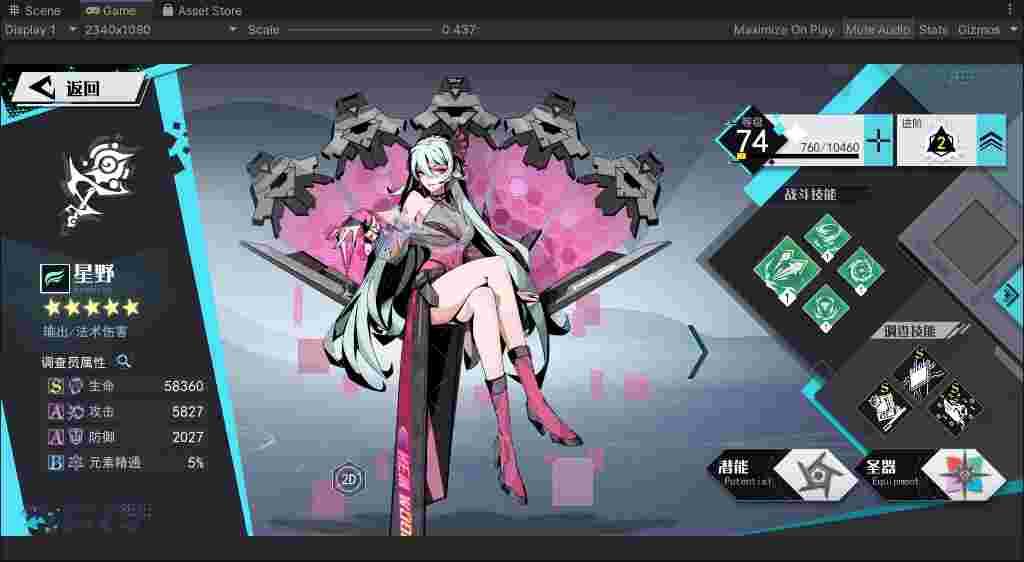 Scene
Game
Asset Store
Display 1
2340x1080
Scale
0.437:
Maximize On Play
Mute Audio
Stats
Gizmos
返回
等级
74
760/10460
进阶
2
战斗技能
1
星野
输出/法术伤害
调查员属性
S 生命 58360
A 攻击 5827
A 防御 2027
B 元素精通 5%
调查技能
S
S
S
2D
潜能
Potential
圣器
Equipment